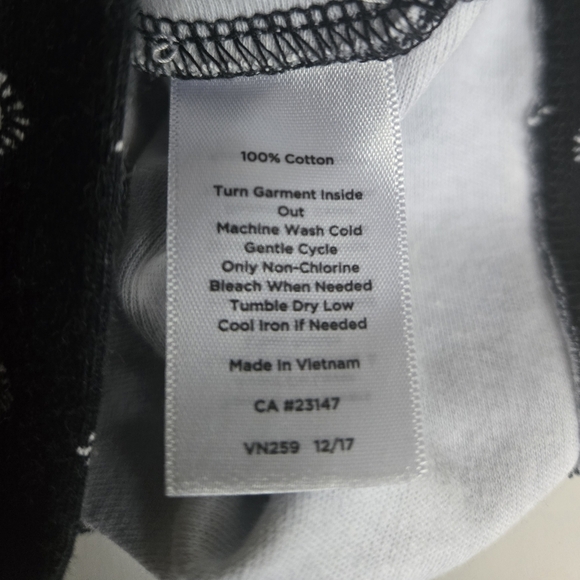 100% Cotton
Turn Garment Inside
Out
Machine Wash Cold
Gentle Cycle
Only Non-Chlorine
Bleach When Needed
Tumble Dry Low
Cool Iron if Needed
Made in Vietnam
CA #23147
VN259 12/17